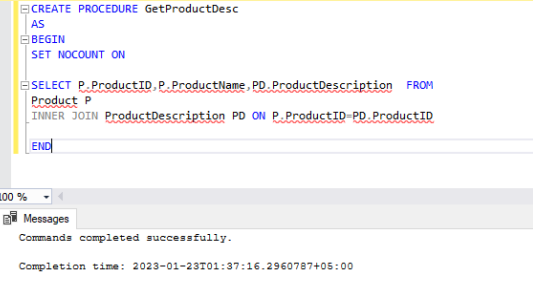 CREATE PROCEDURE GetProductDesc
AS
BEGIN
SET NOCOUNT ON
SELECT P.ProductID,P.ProductName,PD.ProductDescription  FROM
Product P
INNER JOIN ProductDescription PD ON P.ProductID=PD.ProductID
END
100 %
Messages
Commands completed successfully.
Completion time: 2023-01-23T01:37:16.2960787+05:00